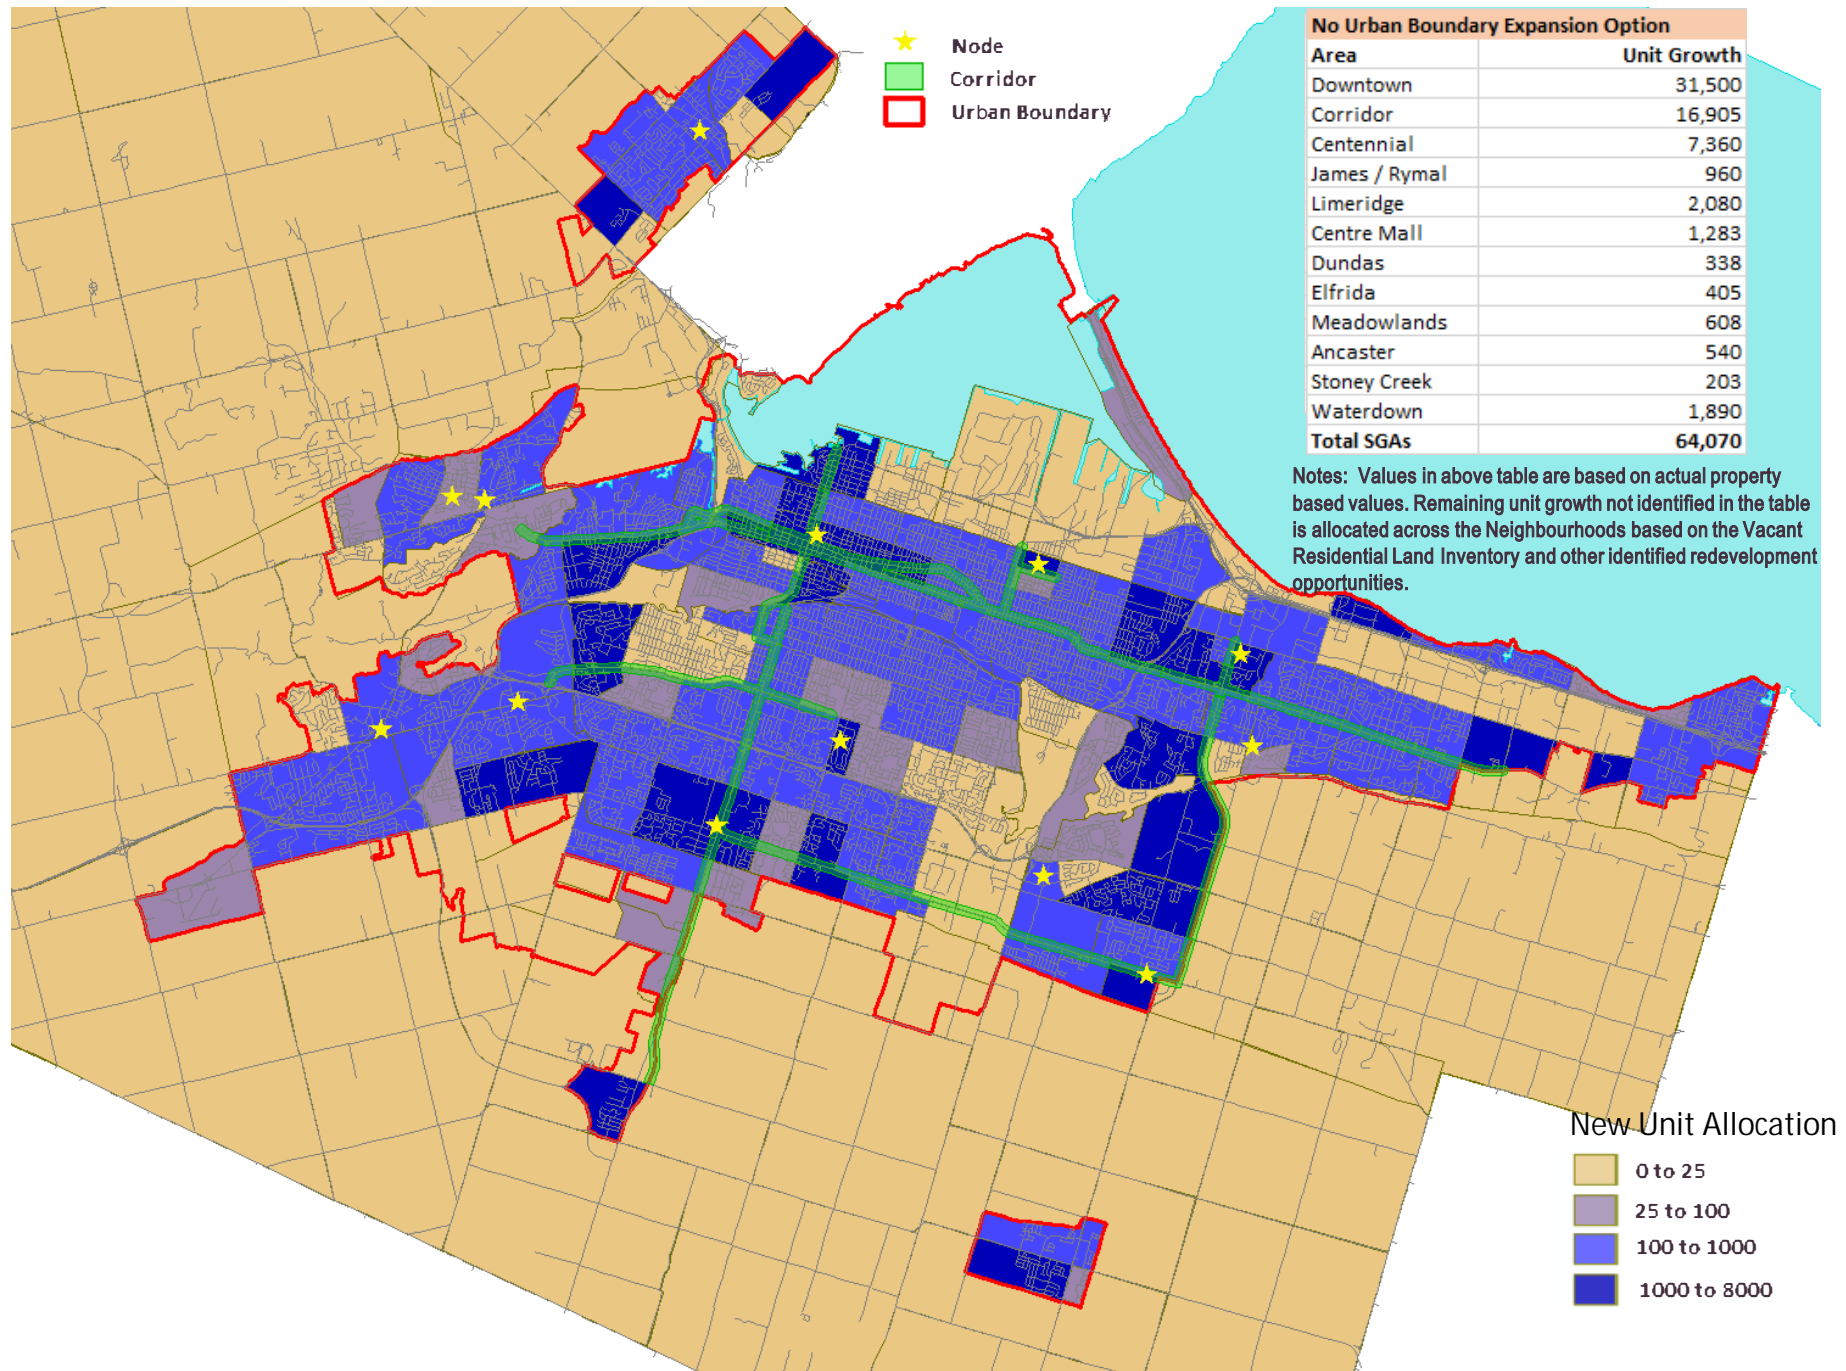 Node
Corridor
Urban Boundary
No Urban Boundary Expansion Option
Area Unit Growth
Downtown 31,500
Corridor 16,905
Centennial 7,360
James / Rymal 960
Limeridge 2,080
Centre Mall 1,283
Dundas 338
Elfrida 405
Meadowlands 608
Ancaster 540
Stoney Creek 203
Waterdown 1,890
Total SGAs 64,070
Notes: Values in above table are based on actual property
based values. Remaining unit growth not identified in the table
is allocated across the Neighbourhoods based on the Vacant
Residential Land Inventory and other identified redevelopment
opportunities.
New Unit Allocation
0 to 25
25 to 100
100 to 1000
1000 to 8000